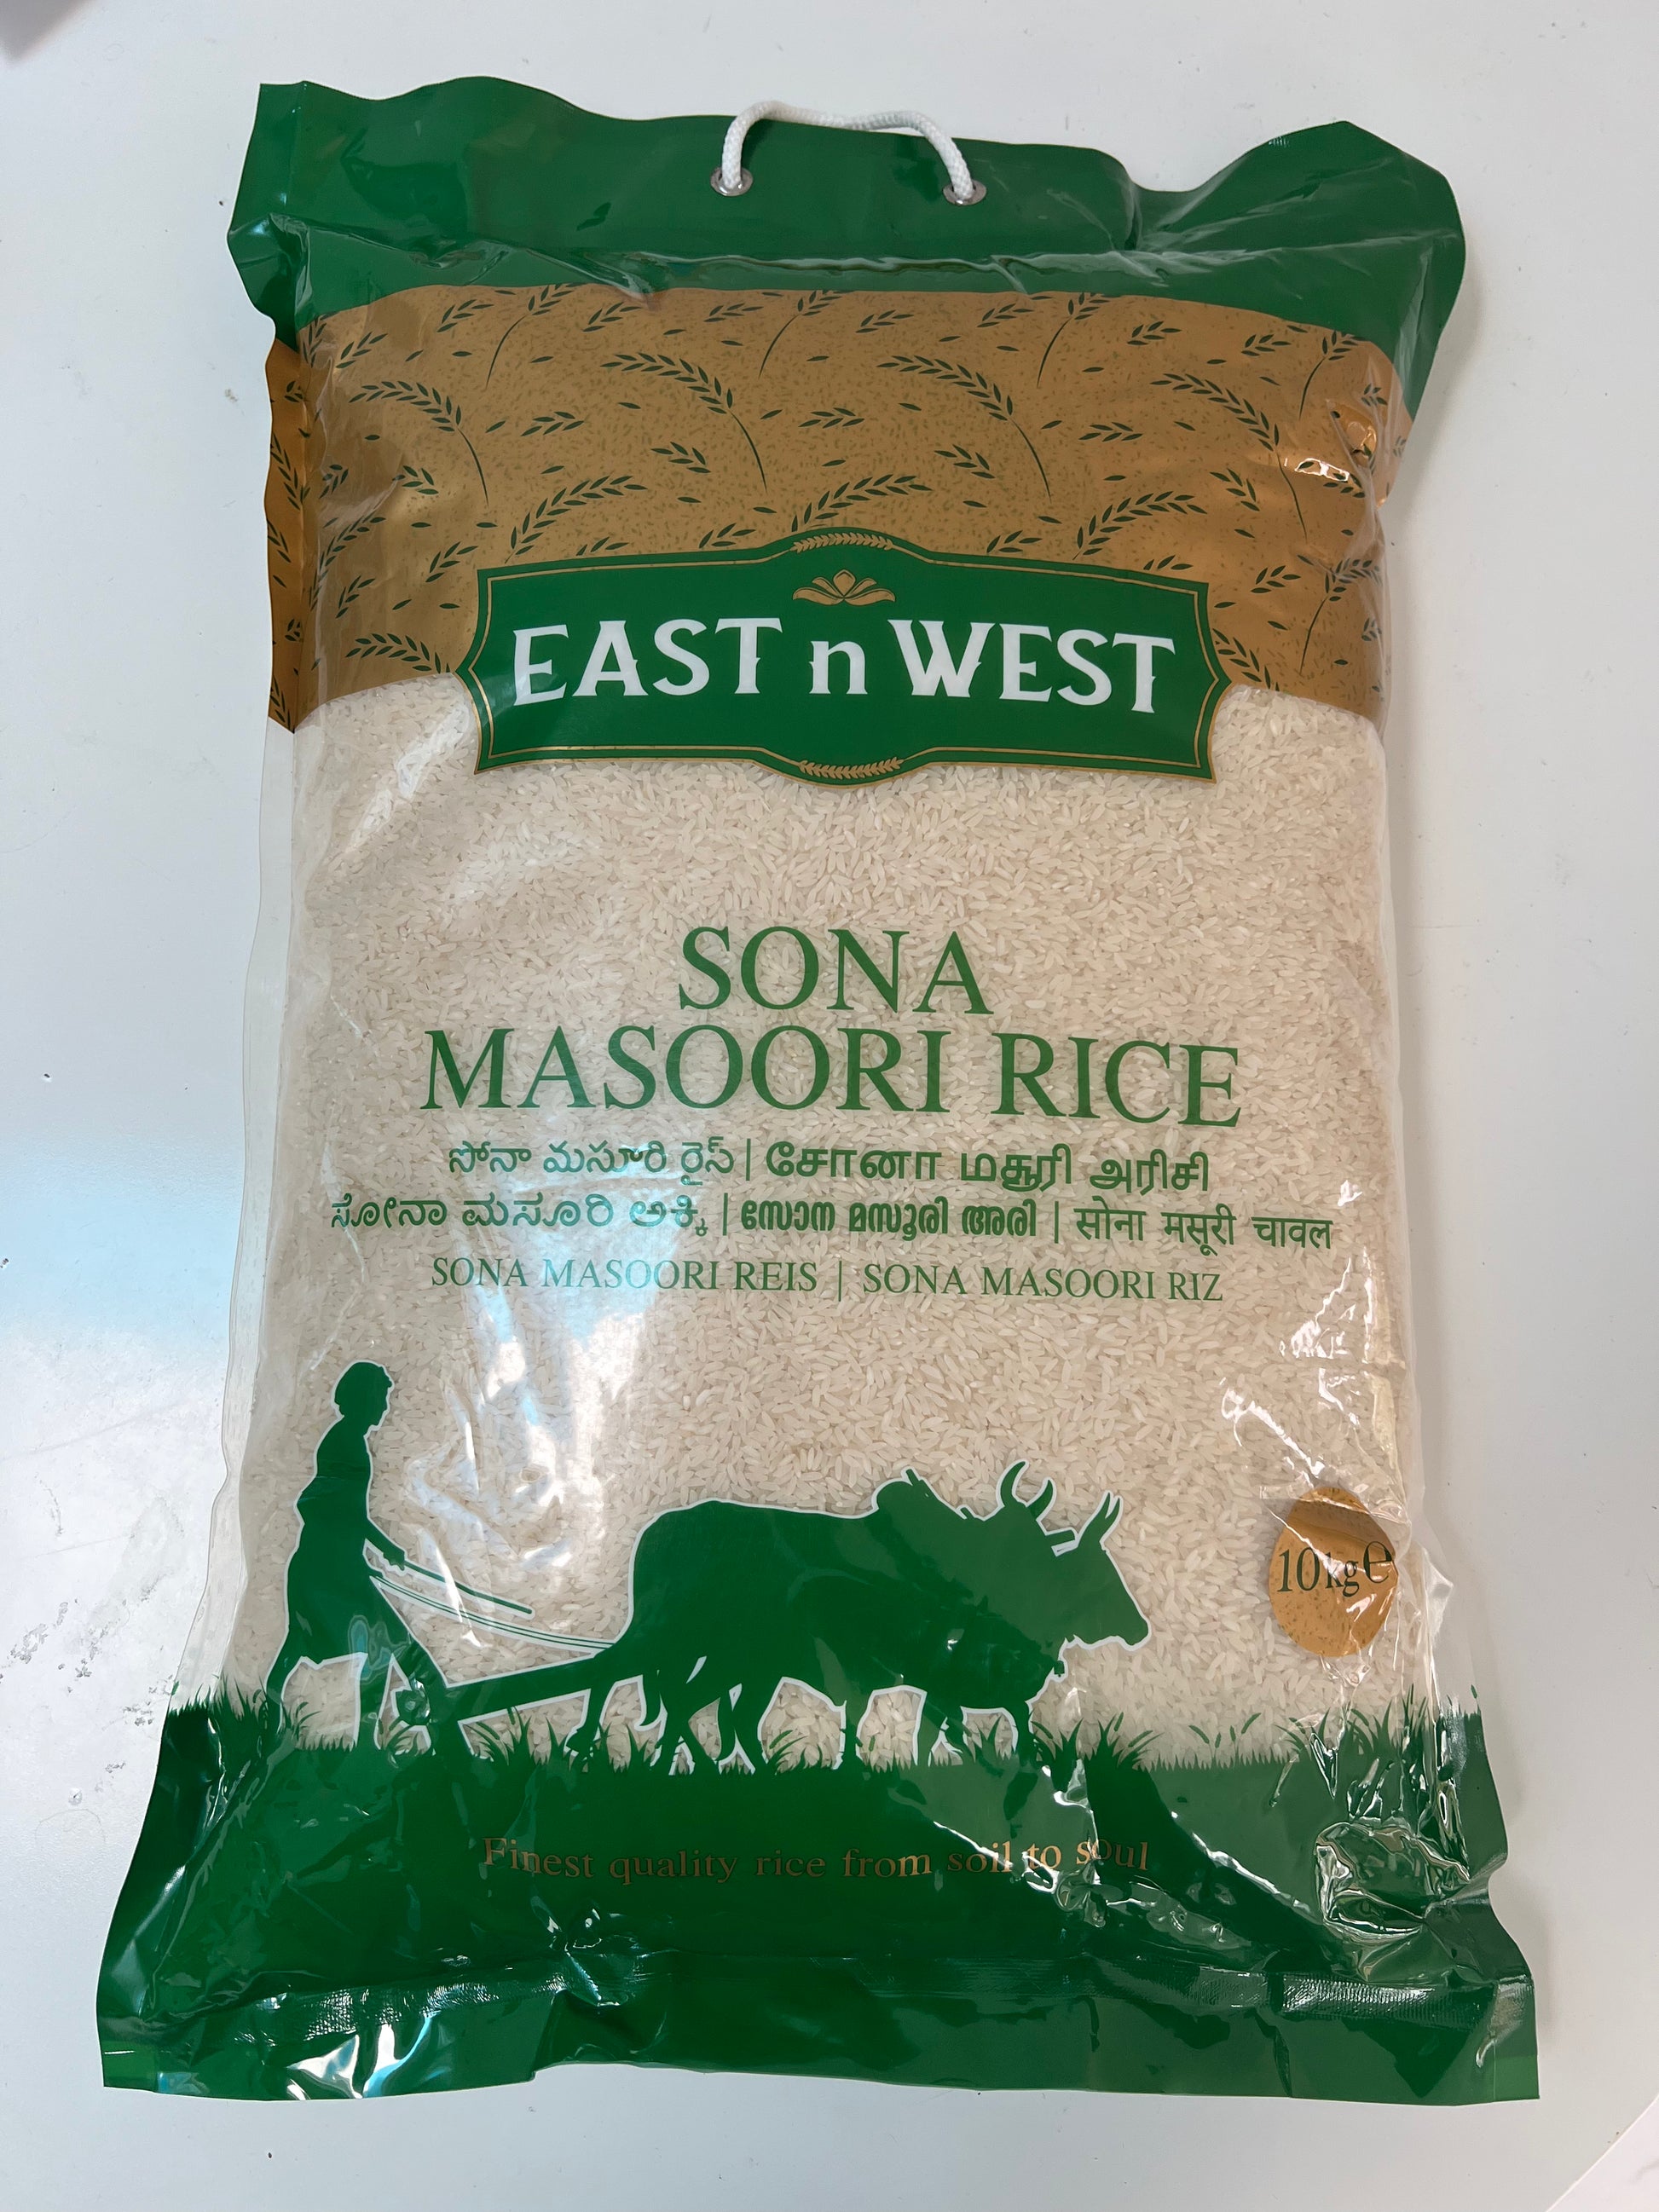 EAST n WEST
SONA
MASOORI RICE
సోనా మసూరి రైస్ | சோனா மசூரி அரிசி
ಸೋನಾ ಮಸೂರಿ ಅಕ್ಕಿ | സോന മസൂരി അരി | सोना मसूरी चावल
SONA MASOORI REIS | SONA MASOORI RIZ
10kg℮
Finest quality rice from soil to soul